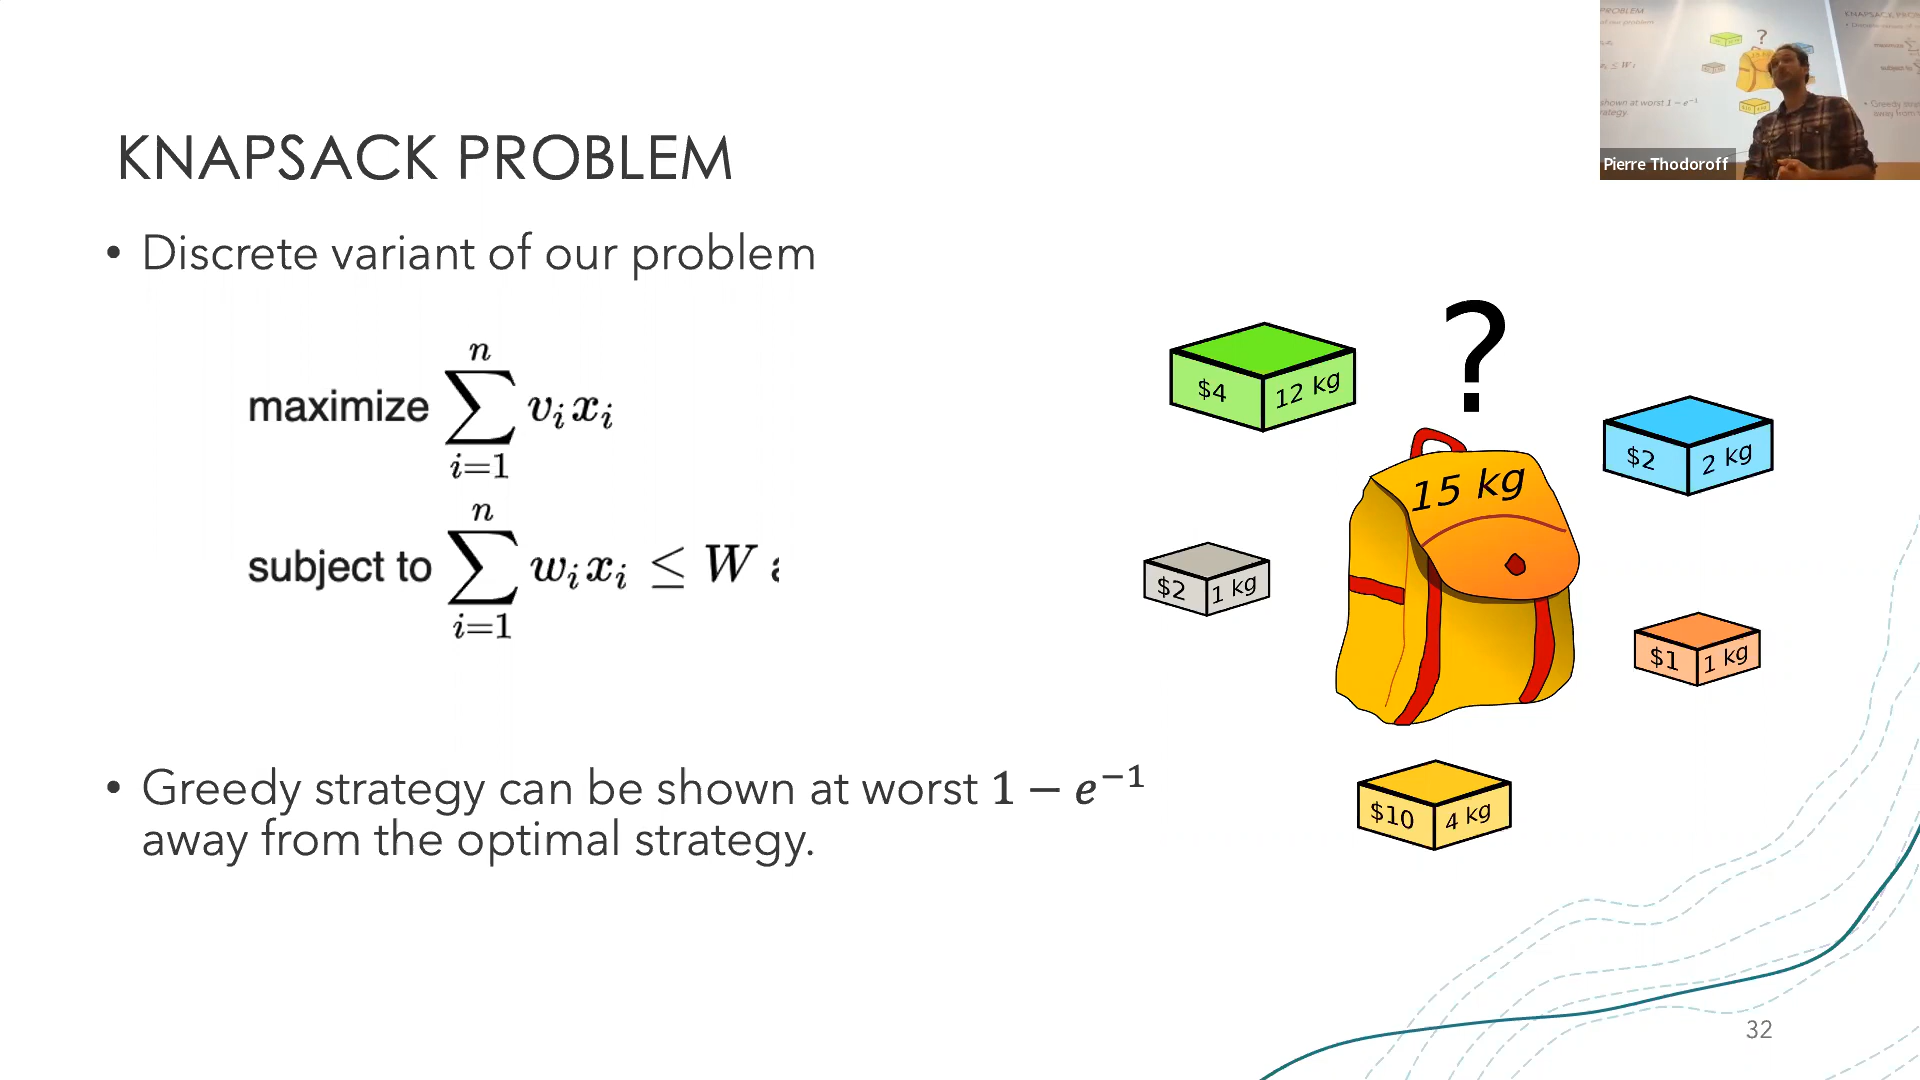 KNAPSACK PROBLEM
• Discrete variant of our problem
maximize \sum_{i=1}^{n} v_i x_i
subject to \sum_{i=1}^{n} w_i x_i ≤ W
• Greedy strategy can be shown at worst 1 − e^{−1}
away from the optimal strategy.
?
$4 12 kg
$2 2 kg
15 kg
$2 1 kg
$1 1 kg
$10 4 kg
32
Pierre Thodoroff